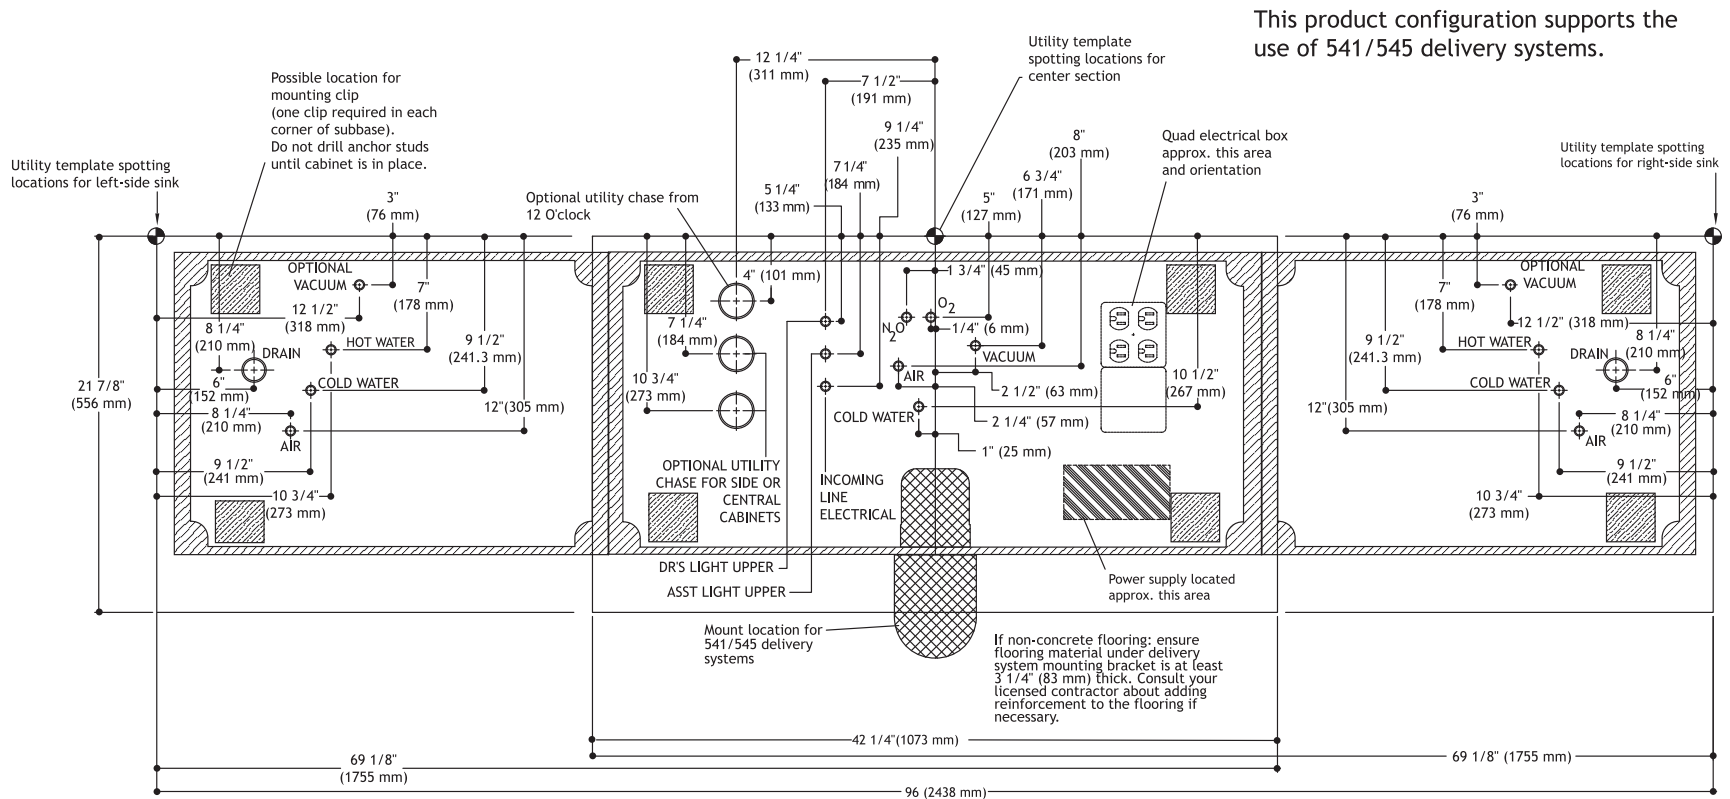 This product configuration supports the
use of 541/545 delivery systems.
Utility template
spotting locations for
center section
12 1/4"
(311 mm)
7 1/2"
(191 mm)
Possible location for
mounting clip
(one clip required in each
corner of subbase).
Do not drill anchor studs
until cabinet is in place.
9 1/4"
(235 mm)
8"
(203 mm)
Quad electrical box
approx. this area
and orientation
Utility template spotting
locations for left-side sink
Utility template spotting
locations for right-side sink
7 1/4"
(184 mm)
6 3/4"
(171 mm)
5 1/4"
(133 mm)
5"
(127 mm)
3"
(76 mm)
3"
(76 mm)
Optional utility chase from
12 O'clock
OPTIONAL
VACUUM
7"
(178 mm)
12 1/2"
(318 mm)
8 1/4"
(210 mm)
HOT WATER
9 1/2"
(241.3 mm)
DRAIN
COLD WATER
6"
(152 mm)
8 1/4"
(210 mm)
12"(305 mm)
AIR
9 1/2"
(241 mm)
10 3/4"
(273 mm)
21 7/8"
(556 mm)
4" (101 mm)
7 1/4"
(184 mm)
10 3/4"
(273 mm)
1 3/4" (45 mm)
O2
N2O
1/4" (6 mm)
VACUUM
AIR
10 1/2"
(267 mm)
2 1/2" (63 mm)
COLD WATER
2 1/4" (57 mm)
1" (25 mm)
OPTIONAL UTILITY
CHASE FOR SIDE OR
CENTRAL
CABINETS
INCOMING
LINE
ELECTRICAL
OPTIONAL
VACUUM
7"
(178 mm)
12 1/2" (318 mm)
8 1/4"
(210 mm)
9 1/2"
(241.3 mm)
HOT WATER
DRAIN
COLD WATER
6"
(152 mm)
12"(305 mm)
8 1/4"
(210 mm)
AIR
9 1/2"
(241 mm)
10 3/4"
(273 mm)
DR'S LIGHT UPPER
ASST LIGHT UPPER
Power supply located
approx. this area
Mount location for
541/545 delivery
systems
If non-concrete flooring: ensure
flooring material under delivery
system mounting bracket is at least
3 1/4" (83 mm) thick. Consult your
licensed contractor about adding
reinforcement to the flooring if
necessary.
42 1/4"(1073 mm)
69 1/8"
(1755 mm)
69 1/8" (1755 mm)
96 (2438 mm)